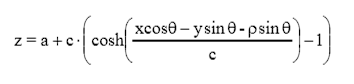 z = a + c·(cosh(xcosθ – ysinθ - ρsinθ / c) – 1)